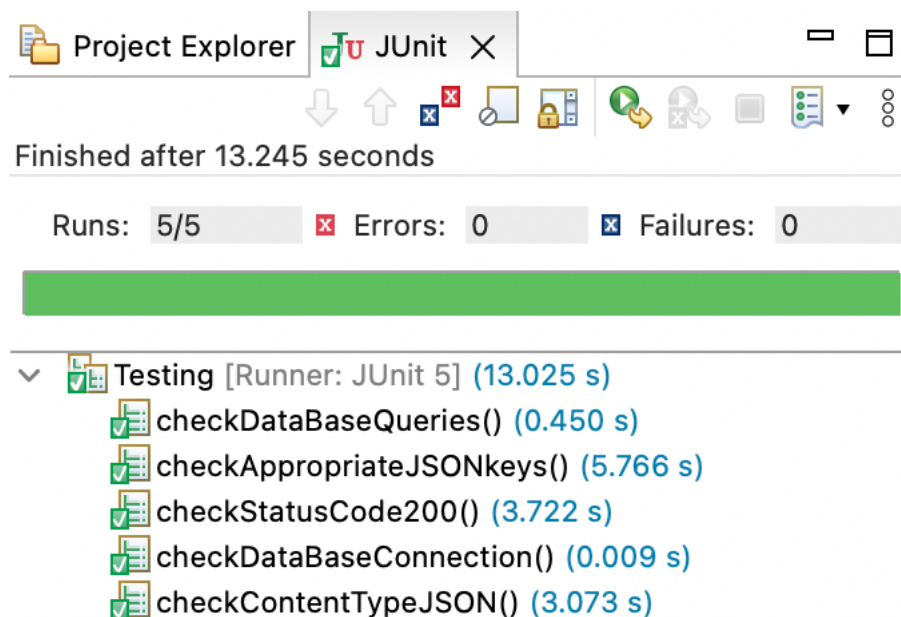 Project Explorer JUnit
Finished after 13.245 seconds
Runs: 5/5 Errors: 0 Failures: 0
Testing [Runner: JUnit 5] (13.025 s)
checkDataBaseQueries() (0.450 s)
checkAppropriateJSONkeys() (5.766 s)
checkStatusCode200() (3.722 s)
checkDataBaseConnection() (0.009 s)
checkContentTypeJSON() (3.073 s)